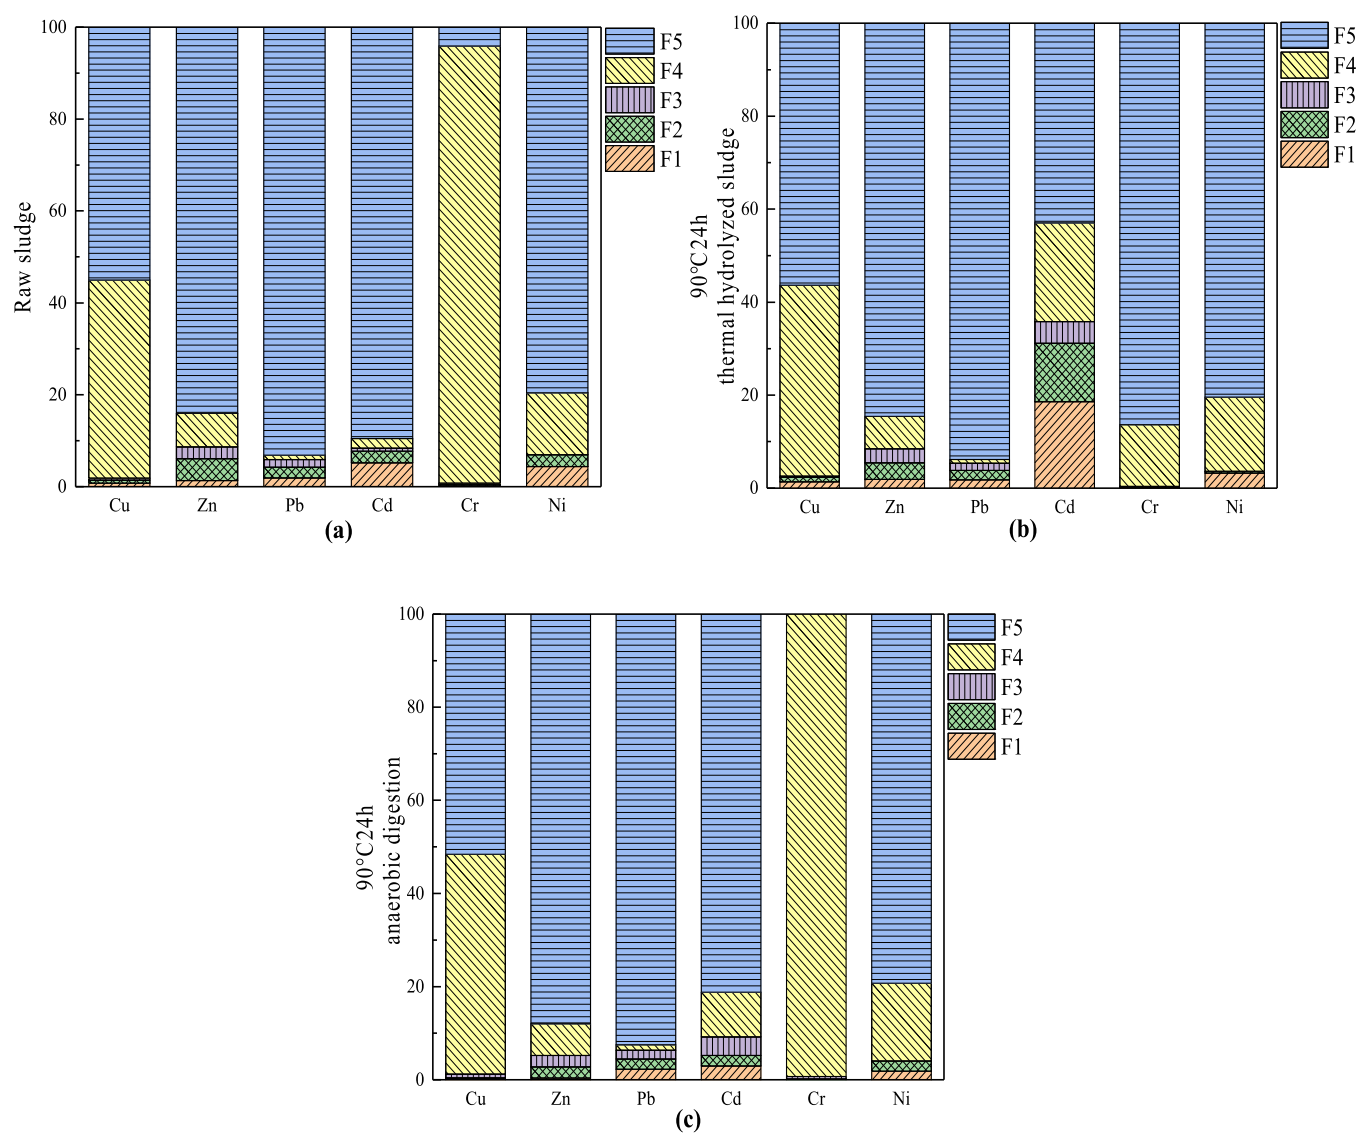 Raw sludge
100
80
60
40
20
0
Cu Zn Pb Cd Cr Ni
F5
F4
F3
F2
F1
(a)
90°C24h
thermal hydrolyzed sludge
100
80
60
40
20
0
Cu Zn Pb Cd Cr Ni
F5
F4
F3
F2
F1
(b)
90°C24h
anaerobic digestion
100
80
60
40
20
0
Cu Zn Pb Cd Cr Ni
F5
F4
F3
F2
F1
(c)